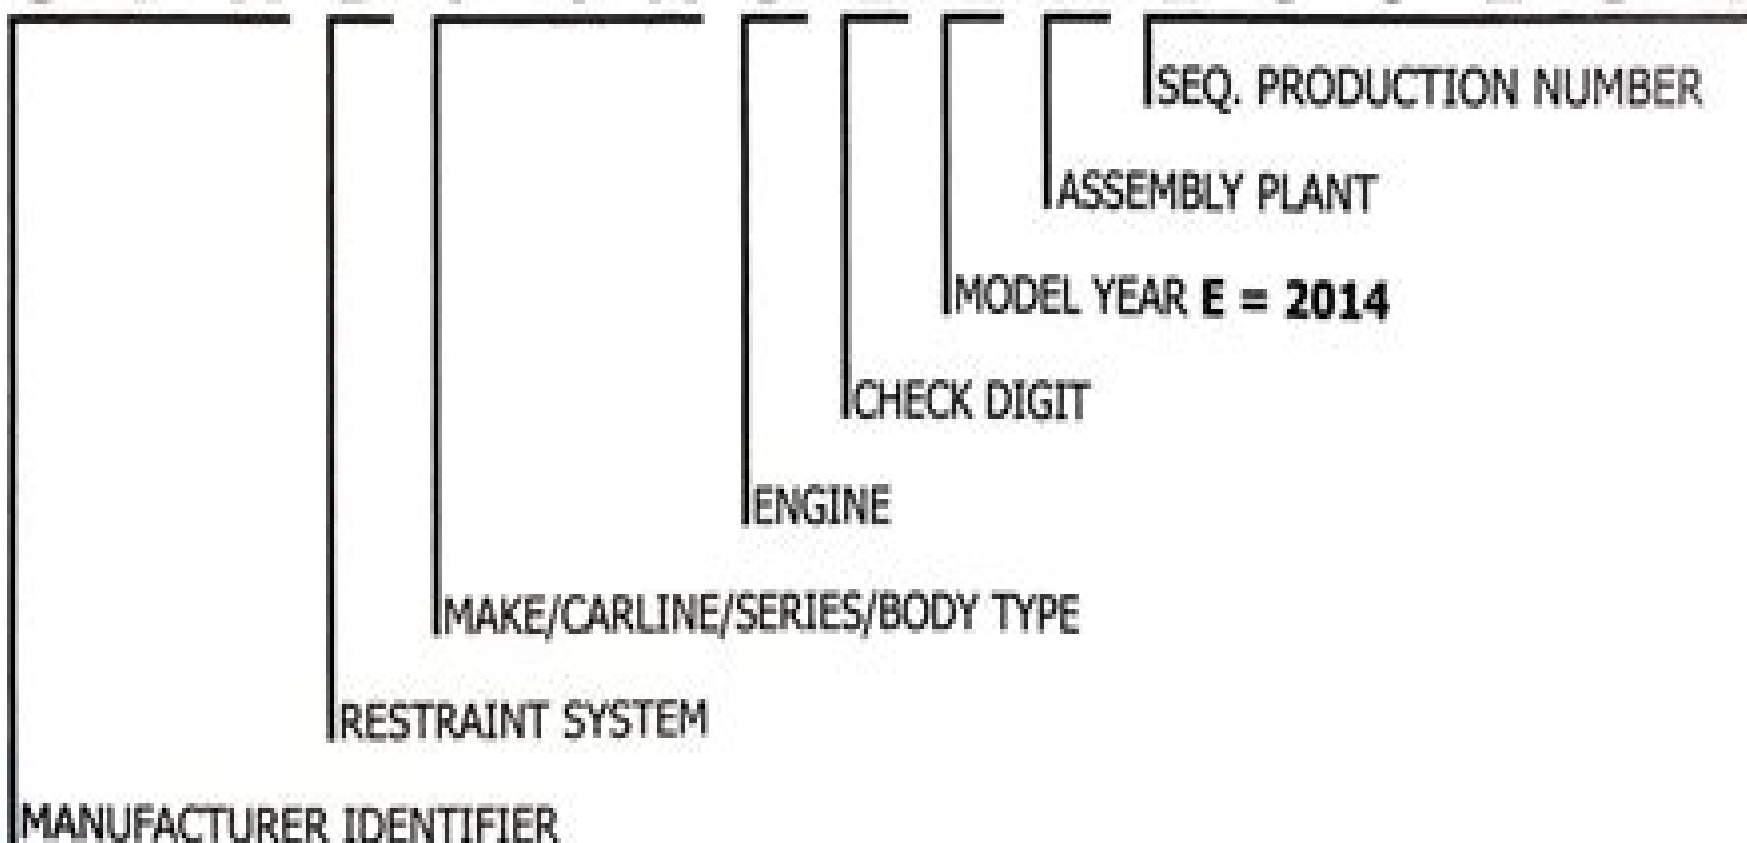 SEQ. PRODUCTION NUMBER
ASSEMBLY PLANT
MODEL YEAR E = 2014
CHECK DIGIT
ENGINE
MAKE/CARLINE/SERIES/BODY TYPE
RESTRAINT SYSTEM
MANUFACTURER IDENTIFIER